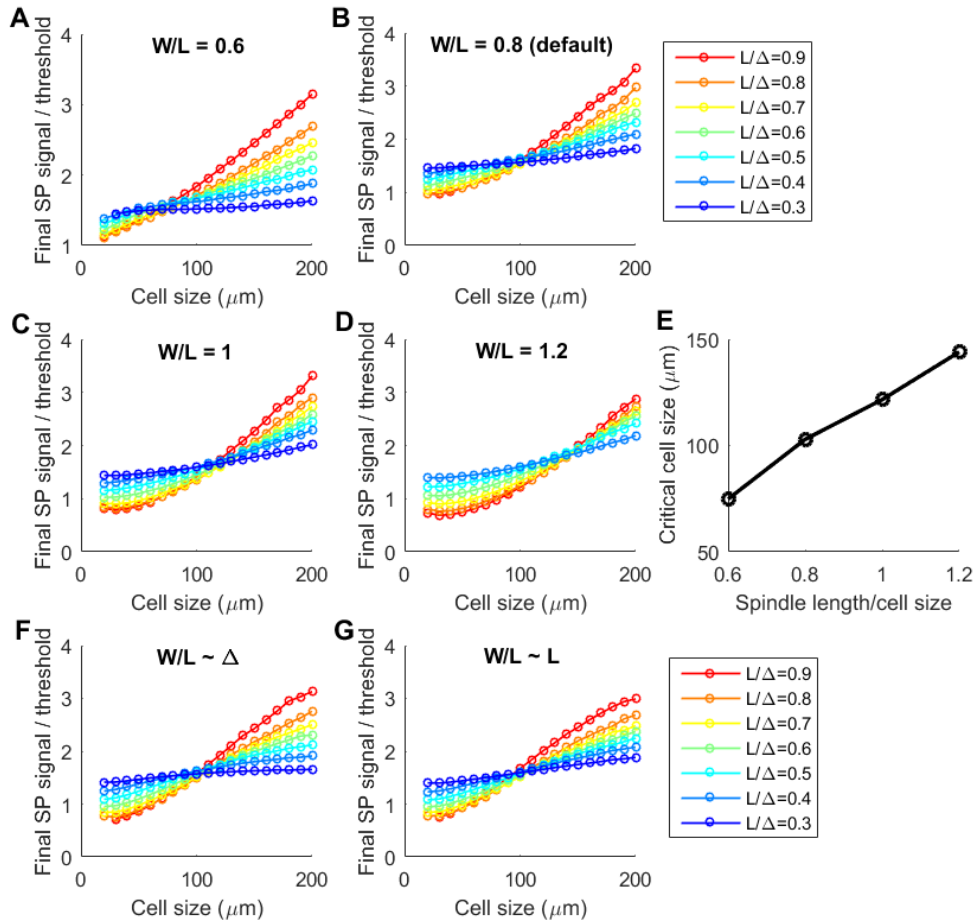 A
W/L = 0.6
Final SP signal / threshold
4
3
2
1
0
100
200
Cell size (μm)
B
W/L = 0.8 (default)
Final SP signal / threshold
4
3
2
1
0
0
100
200
Cell size (μm)
L/Δ=0.9
L/Δ=0.8
L/Δ=0.7
L/Δ=0.6
L/Δ=0.5
L/Δ=0.4
L/Δ=0.3
C
W/L = 1
Final SP signal / threshold
4
3
2
1
0
0
100
200
Cell size (μm)
D
W/L = 1.2
Final SP signal / threshold
4
3
2
1
0
0
100
200
Cell size (μm)
E
Critical cell size (μm)
150
100
50
0.6
0.8
1
1.2
Spindle length/cell size
F
W/L ~ Δ
Final SP signal / threshold
4
3
2
1
0
0
100
200
Cell size (μm)
G
W/L ~ L
Final SP signal / threshold
4
3
2
1
0
0
100
200
Cell size (μm)
L/Δ=0.9
L/Δ=0.8
L/Δ=0.7
L/Δ=0.6
L/Δ=0.5
L/Δ=0.4
L/Δ=0.3